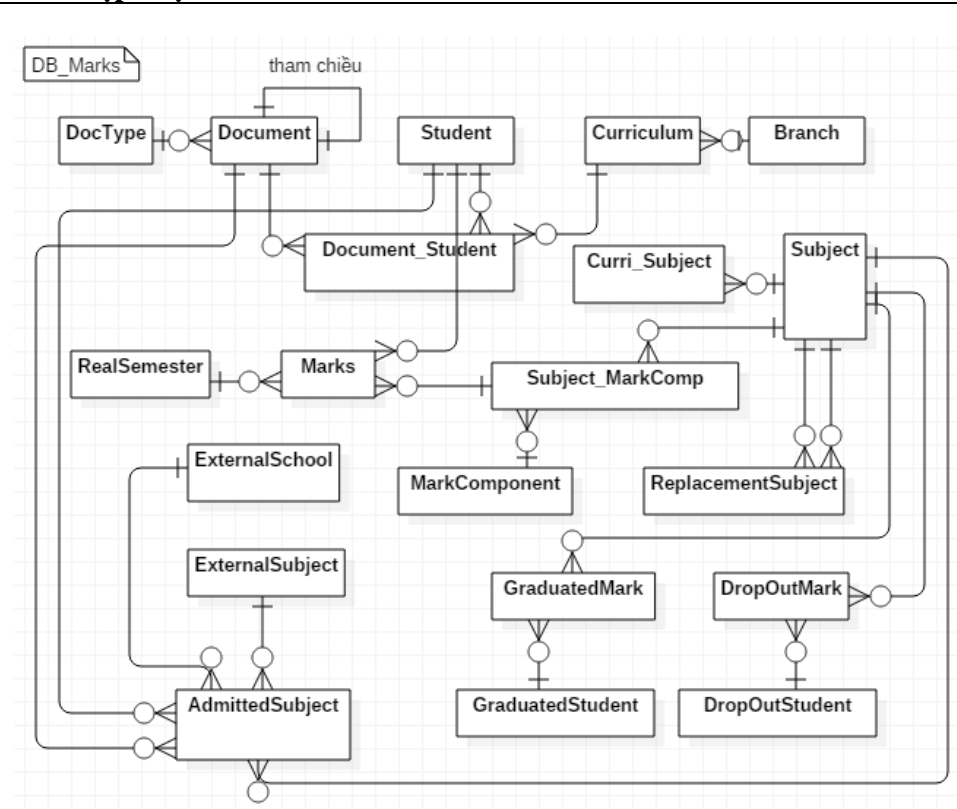 DB_Marks
tham chiều
DocType
Document
Student
Curriculum
Branch
Document_Student
Curri_Subject
Subject
RealSemester
Marks
Subject_MarkComp
ExternalSchool
MarkComponent
ReplacementSubject
ExternalSubject
GraduatedMark
DropOutMark
AdmittedSubject
GraduatedStudent
DropOutStudent